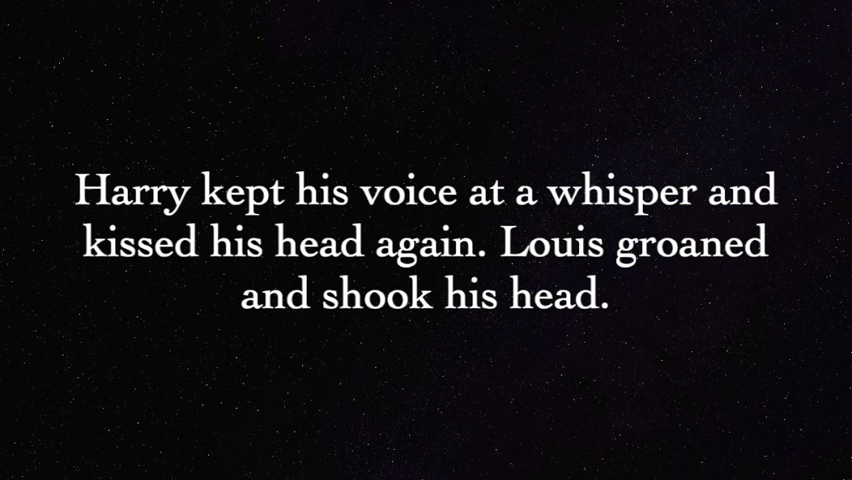 Harry kept his voice at a whisper and
kissed his head again. Louis groaned
and shook his head.